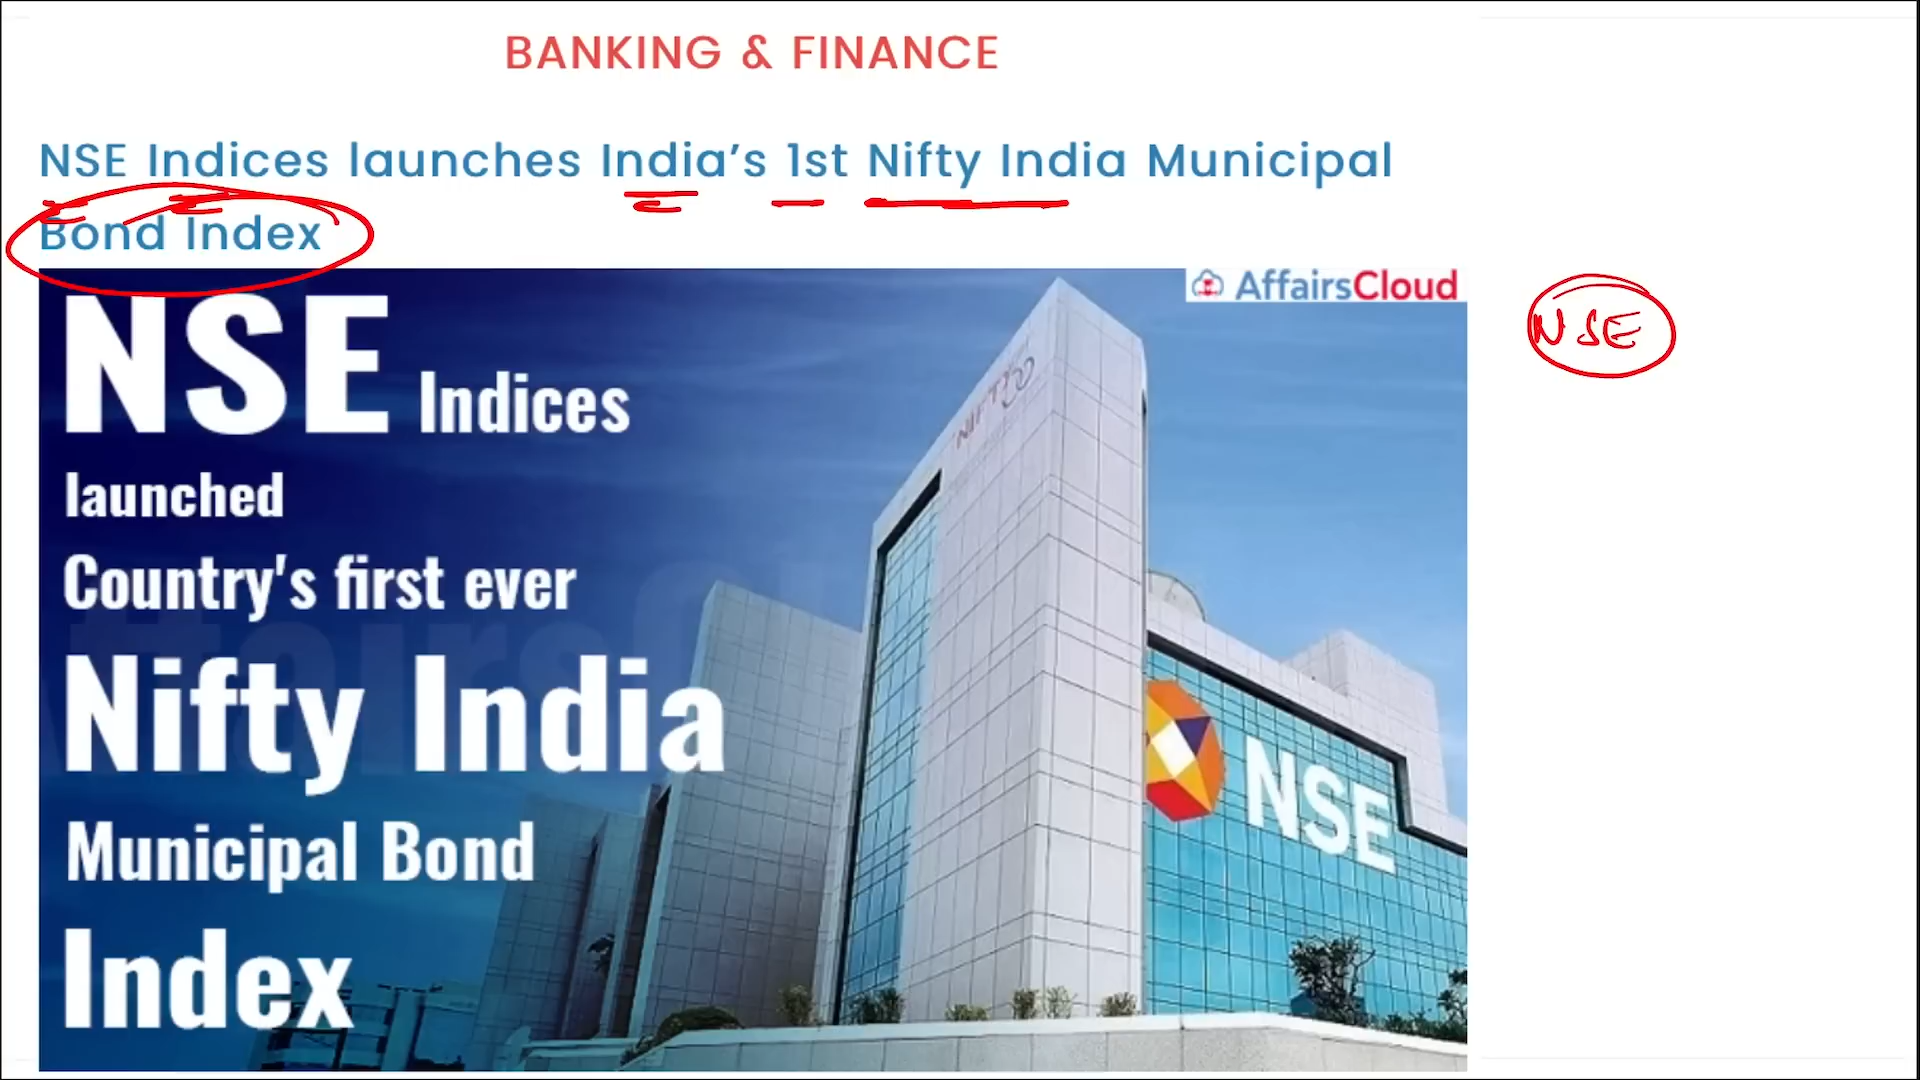 BANKING & FINANCE
NSE Indices launches India's 1st Nifty India Municipal
Bond Index
AffairsCloud
NSE
NSE Indices
launched
Country's first ever
Nifty India
Municipal Bond
Index
NIFTY50
NSE